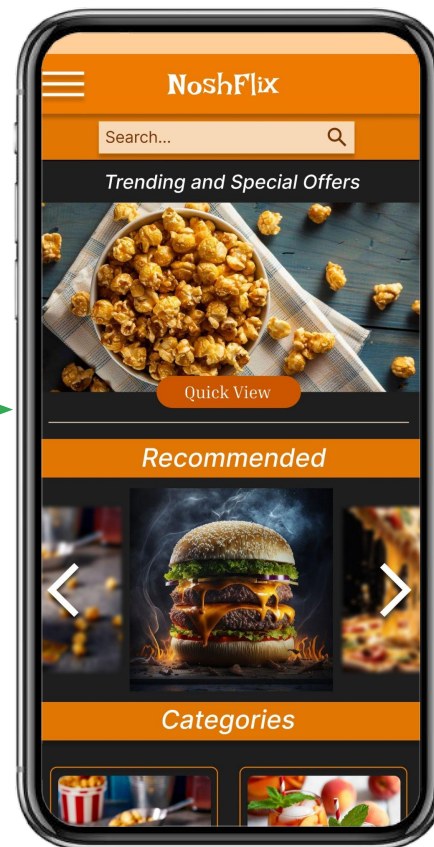 NoshFlix
Search...
Trending and Special Offers
Quick View
Recommended
Categories